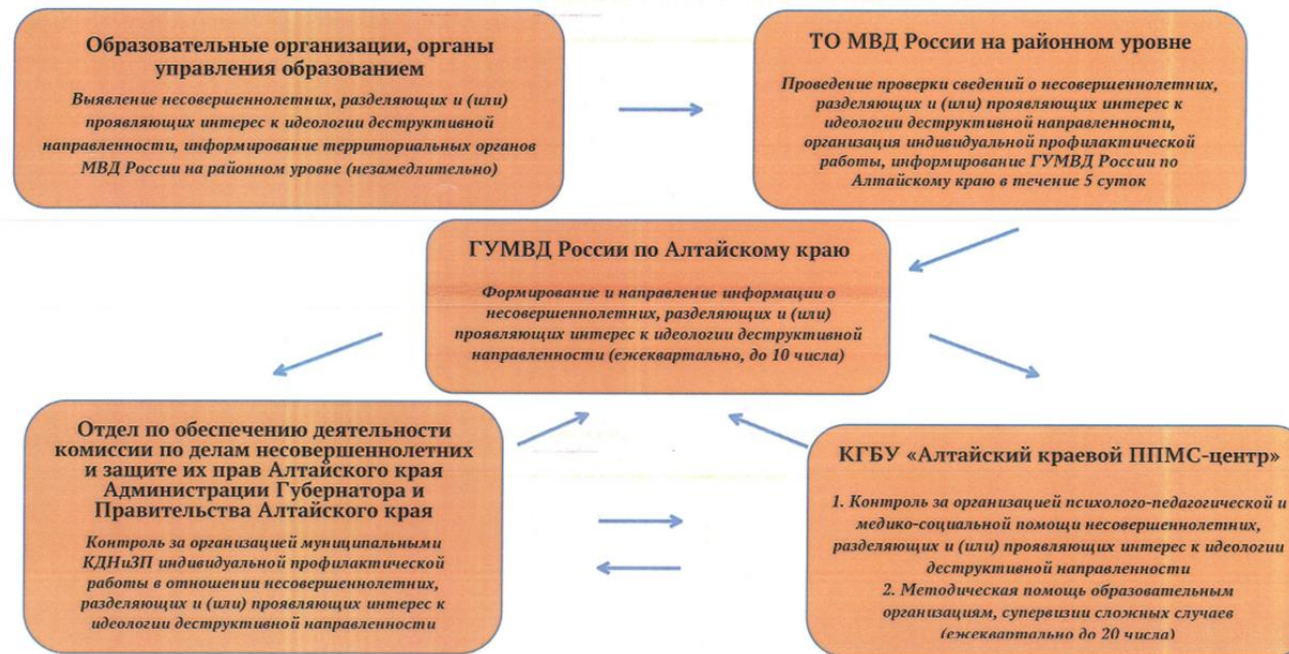 Образовательные организации, органы
управления образованием
Выявление несовершеннолетних, разделяющих и (или)
проявляющих интерес к идеологии деструктивной
направленности, информирование территориальных органов
МВД России на районном уровне (незамедлительно)
ТО МВД России на районном уровне
Проведение проверки сведений о несовершеннолетних,
разделяющих и (или) проявляющих интерес к
идеологии деструктивной направленности,
организация индивидуальной профилактической
работы, информирование ГУМВД России по
Алтайскому краю в течение 5 суток
ГУМВД России по Алтайскому краю
Формирование и направление информации о
несовершеннолетних, разделяющих и (или)
проявляющих интерес к идеологии деструктивной
направленности (ежеквартально, до 10 числа)
Отдел по обеспечению деятельности
комиссии по делам несовершеннолетних
и защите их прав Алтайского края
Администрации Губернатора и
Правительства Алтайского края
Контроль за организацией муниципальными
КДНиЗП индивидуальной профилактической
работы в отношении несовершеннолетних,
разделяющих и (или) проявляющих интерес к
идеологии деструктивной направленности
КГБУ «Алтайский краевой ППМС-центр»
1. Контроль за организацией психолого-педагогической и
медико-социальной помощи несовершеннолетних,
разделяющих и (или) проявляющих интерес к идеологии
деструктивной направленности
2. Методическая помощь образовательным
организациям, супервизии сложных случаев
(ежеквартально до 20 числа)